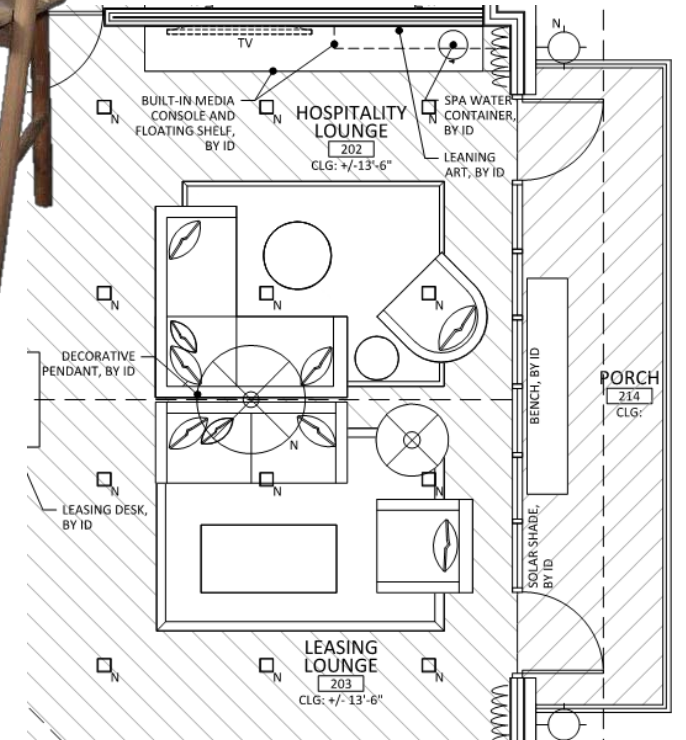 N
TV
BUILT-IN MEDIA
CONSOLE AND
FLOATING SHELF,
BY ID
N
N
HOSPITALITY
LOUNGE
202
CLG: +/-13'-6"
N
SPA WATER
CONTAINER,
BY ID
LEANING
ART, BY ID
N
N
N
DECORATIVE
PENDANT, BY ID
BENCH, BY ID
PORCH
214
CLG:
N
N
N
N
LEASING DESK,
BY ID
SOLAR SHADE,
BY ID
LEASING
LOUNGE
203
CLG: +/- 13'-6"
N
N
N
N